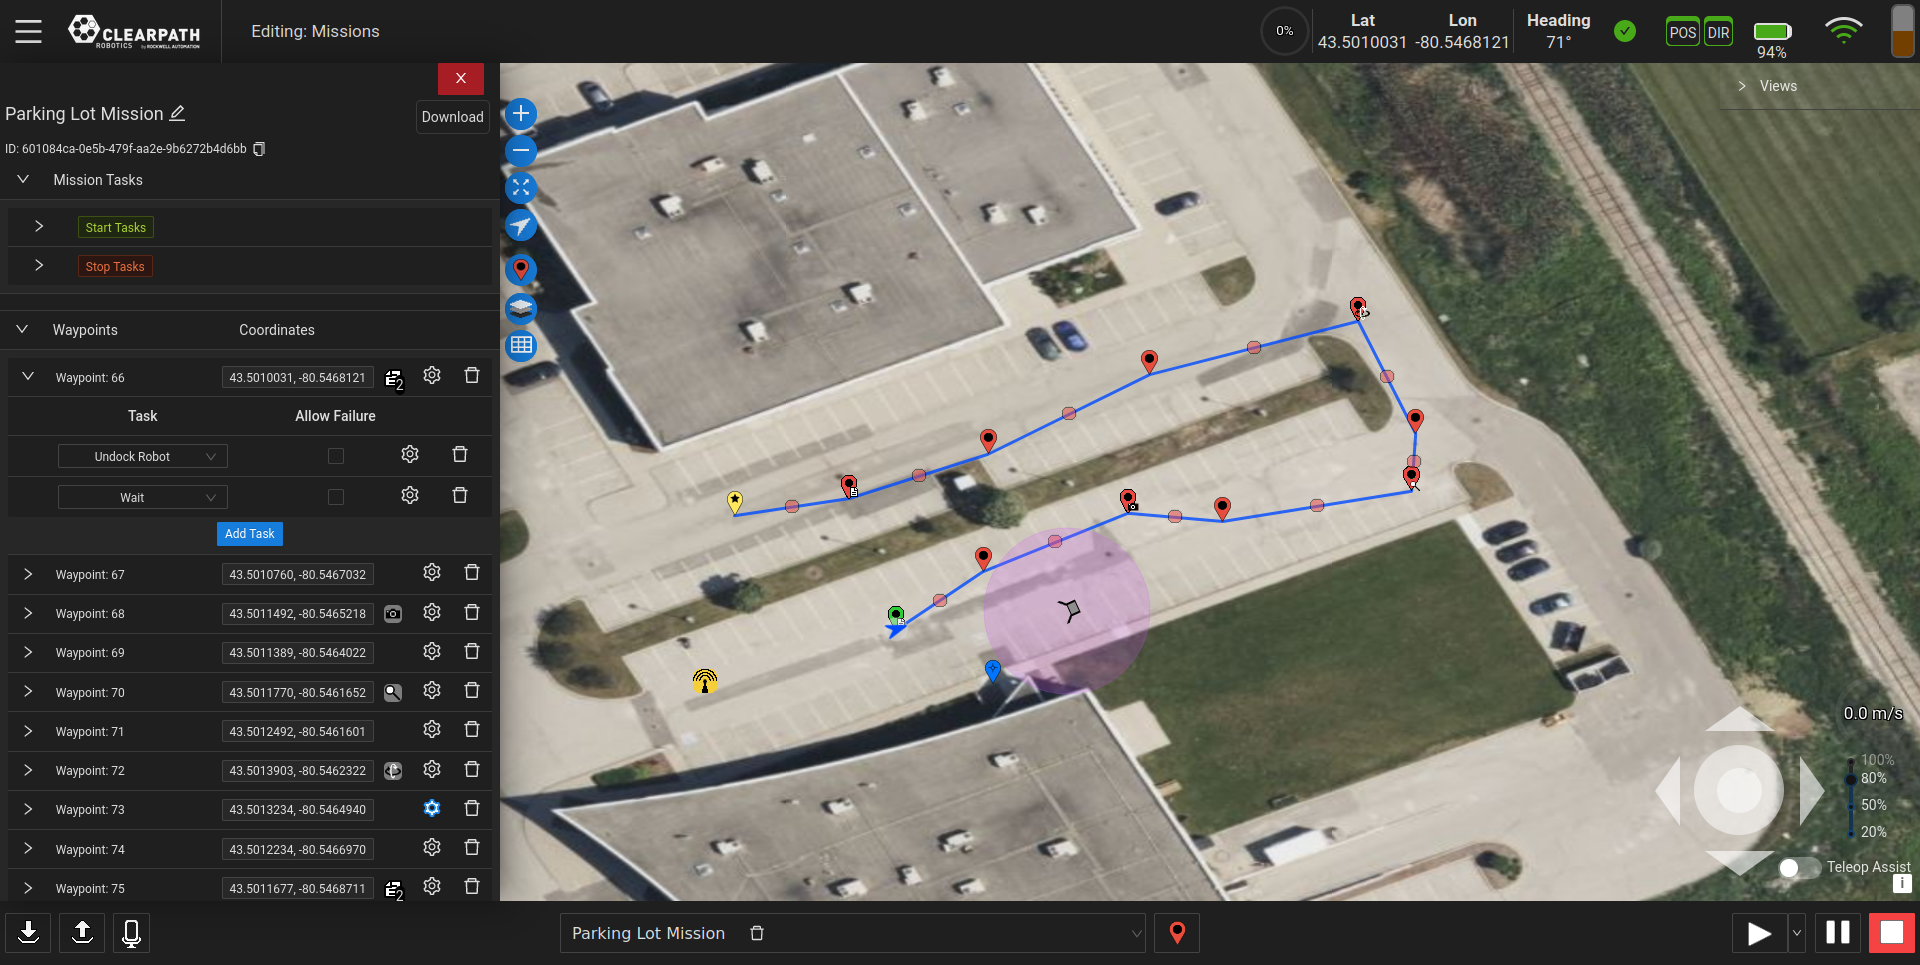 CLEARPATH
ROBOTICS BY ROCKWELL AUTOMATION
Editing: Missions
0%
Lat
43.5010031
Lon
-80.5468121
Heading
71°
POS
DIR
94%
X
Parking Lot Mission
Download
ID: 601084ca-0e5b-479f-aa2e-9b6272b4d6bb
Mission Tasks
Start Tasks
Stop Tasks
Waypoints Coordinates
Waypoint: 66 43.5010031, -80.5468121 2
Task Allow Failure
Undock Robot
Wait
Add Task
Waypoint: 67 43.5010760, -80.5467032
Waypoint: 68 43.5011492, -80.5465218
Waypoint: 69 43.5011389, -80.5464022
Waypoint: 70 43.5011770, -80.5461652
Waypoint: 71 43.5012492, -80.5461601
Waypoint: 72 43.5013903, -80.5462322
Waypoint: 73 43.5013234, -80.5464940
Waypoint: 74 43.5012234, -80.5466970
Waypoint: 75 43.5011677, -80.5468711 2
Views
0.0 m/s
100%
80%
50%
20%
Teleop Assist
i
Parking Lot Mission